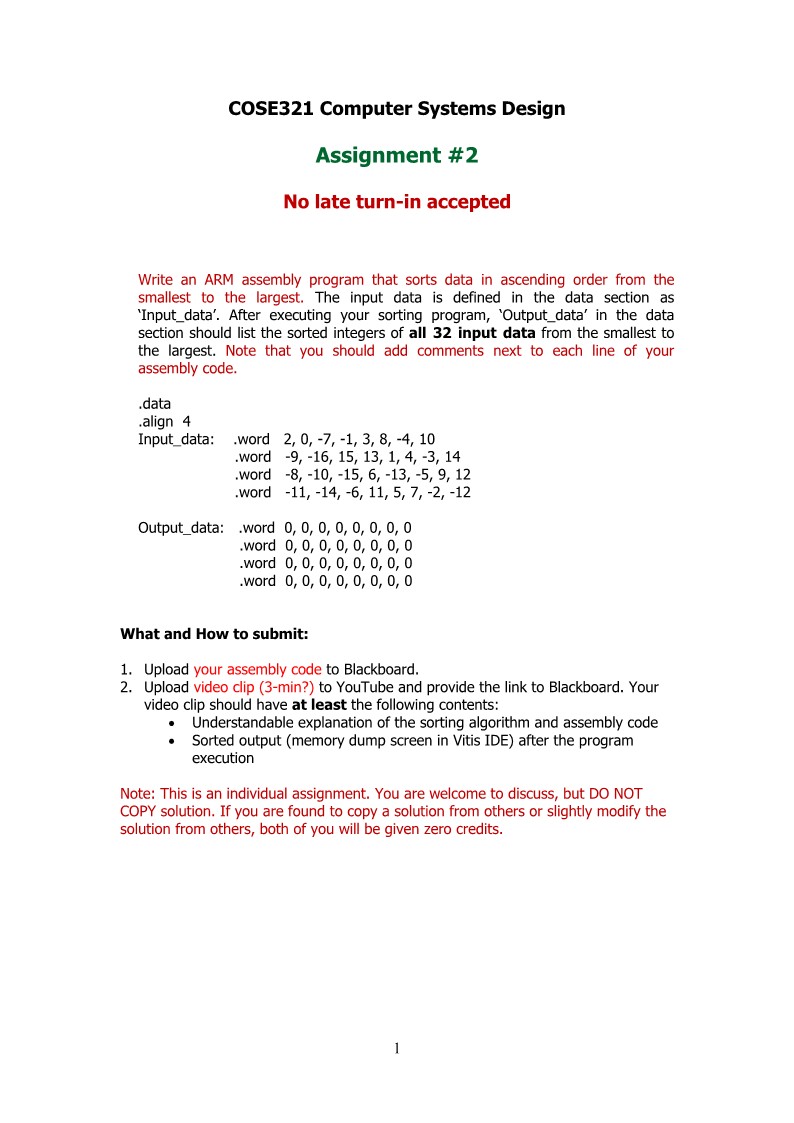 COSE321 Computer Systems Design
Assignment #2
No late turn-in accepted
Write an ARM assembly program that sorts data in ascending order from the
smallest to the largest. The input data is defined in the data section as
‘Input_data’. After executing your sorting program, ‘Output_data’ in the data
section should list the sorted integers of all 32 input data from the smallest to
the largest. Note that you should add comments next to each line of your
assembly code.
.data
.align 4
Input_data: .word 2, 0, -7, -1, 3, 8, -4, 10
.word -9, -16, 15, 13, 1, 4, -3, 14
.word -8, -10, -15, 6, -13, -5, 9, 12
.word -11, -14, -6, 11, 5, 7, -2, -12
Output_data: .word 0, 0, 0, 0, 0, 0, 0, 0
.word 0, 0, 0, 0, 0, 0, 0, 0
.word 0, 0, 0, 0, 0, 0, 0, 0
.word 0, 0, 0, 0, 0, 0, 0, 0
What and How to submit:
1. Upload your assembly code to Blackboard.
2. Upload video clip (3-min?) to YouTube and provide the link to Blackboard. Your
video clip should have at least the following contents:
• Understandable explanation of the sorting algorithm and assembly code
• Sorted output (memory dump screen in Vitis IDE) after the program
execution
Note: This is an individual assignment. You are welcome to discuss, but DO NOT
COPY solution. If you are found to copy a solution from others or slightly modify the
solution from others, both of you will be given zero credits.
1